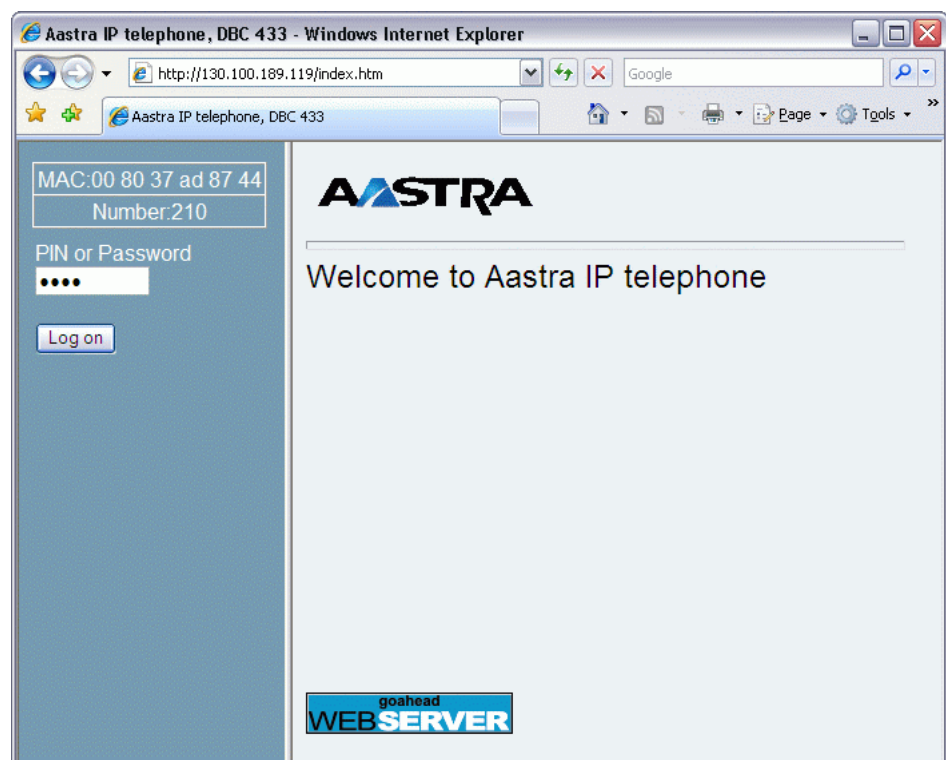 Aastra IP telephone, DBC 433 - Windows Internet Explorer
http://130.100.189.119/index.htm
Google
Aastra IP telephone, DBC 433
Page
Tools
»
MAC:00 80 37 ad 87 44
Number:210
PIN or Password
••••
Log on
AASTRA
Welcome to Aastra IP telephone
goahead
WEBSERVER